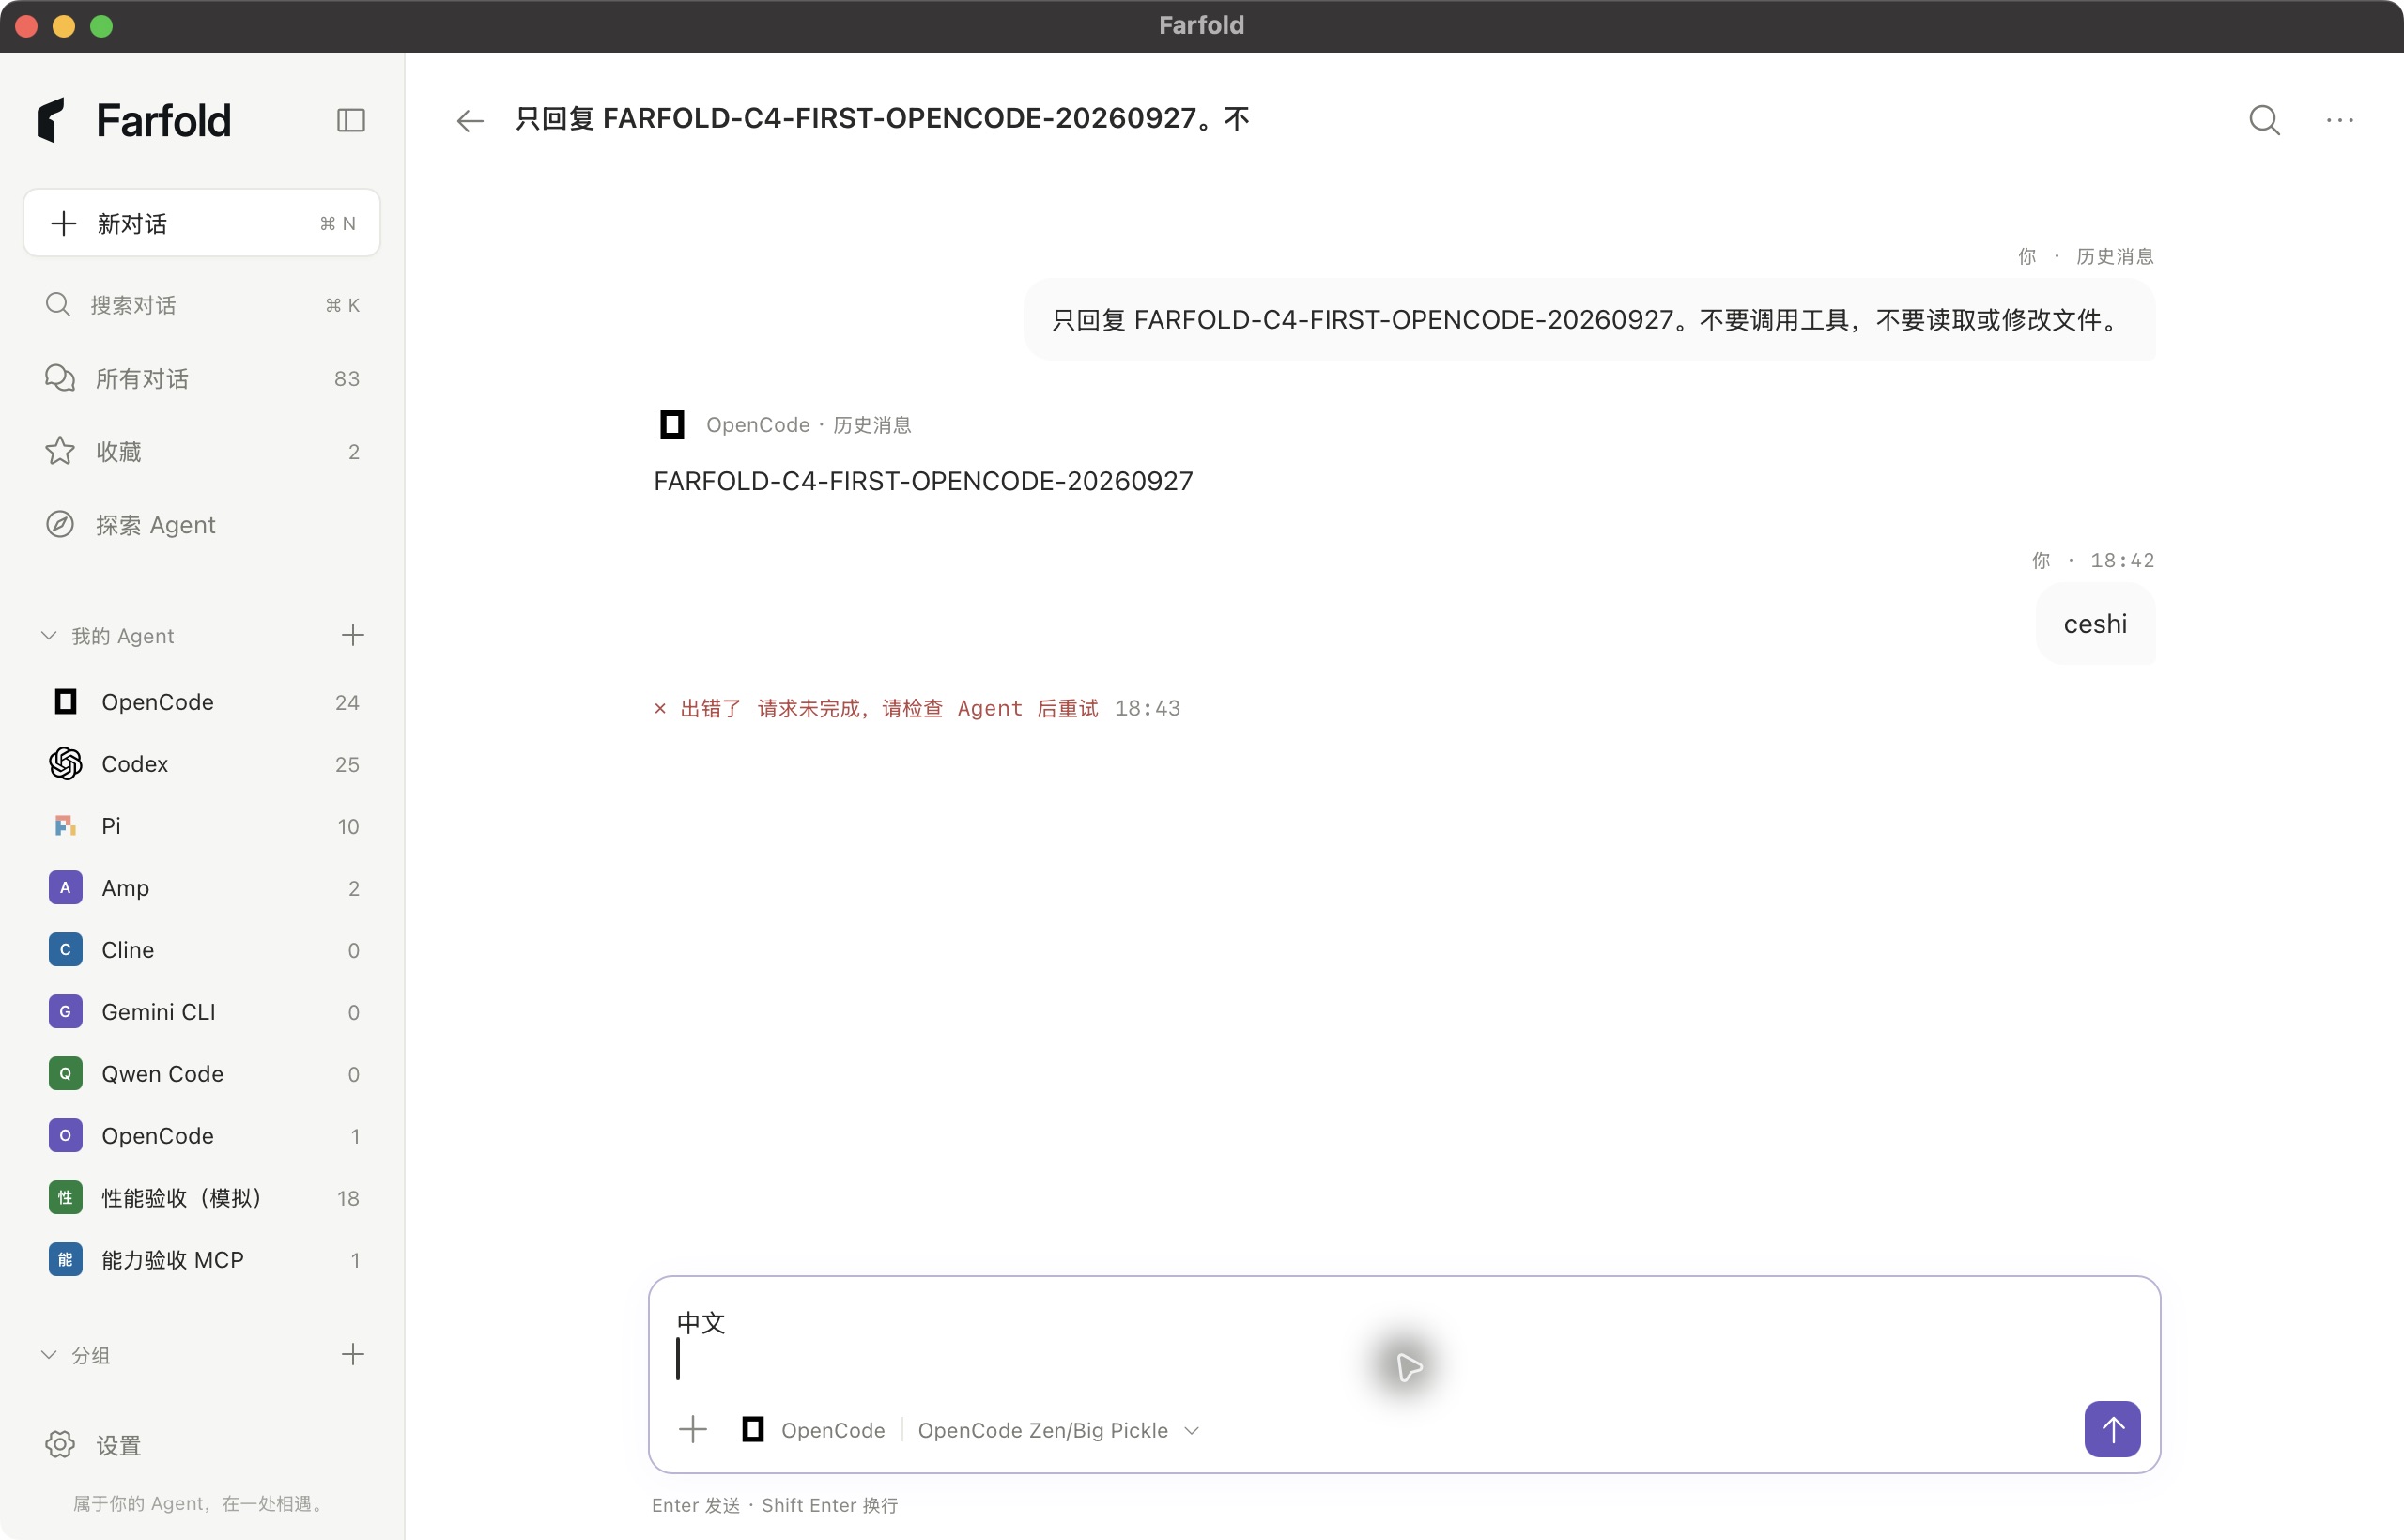 Farfold
Farfold
新对话 ⌘ N
搜索对话 ⌘ K
所有对话 83
收藏 2
探索 Agent
我的 Agent
OpenCode 24
Codex 25
Pi 10
A Amp 2
C Cline 0
G Gemini CLI 0
Q Qwen Code 0
O OpenCode 1
性 性能验收（模拟） 18
能 能力验收 MCP 1
分组
设置
属于你的 Agent，在一处相遇。
只回复 FARFOLD-C4-FIRST-OPENCODE-20260927。不
你 · 历史消息
只回复 FARFOLD-C4-FIRST-OPENCODE-20260927。不要调用工具，不要读取或修改文件。
OpenCode · 历史消息
FARFOLD-C4-FIRST-OPENCODE-20260927
你 · 18:42
ceshi
× 出错了 请求未完成，请检查 Agent 后重试 18:43
中文
OpenCode OpenCode Zen/Big Pickle
Enter 发送 · Shift Enter 换行